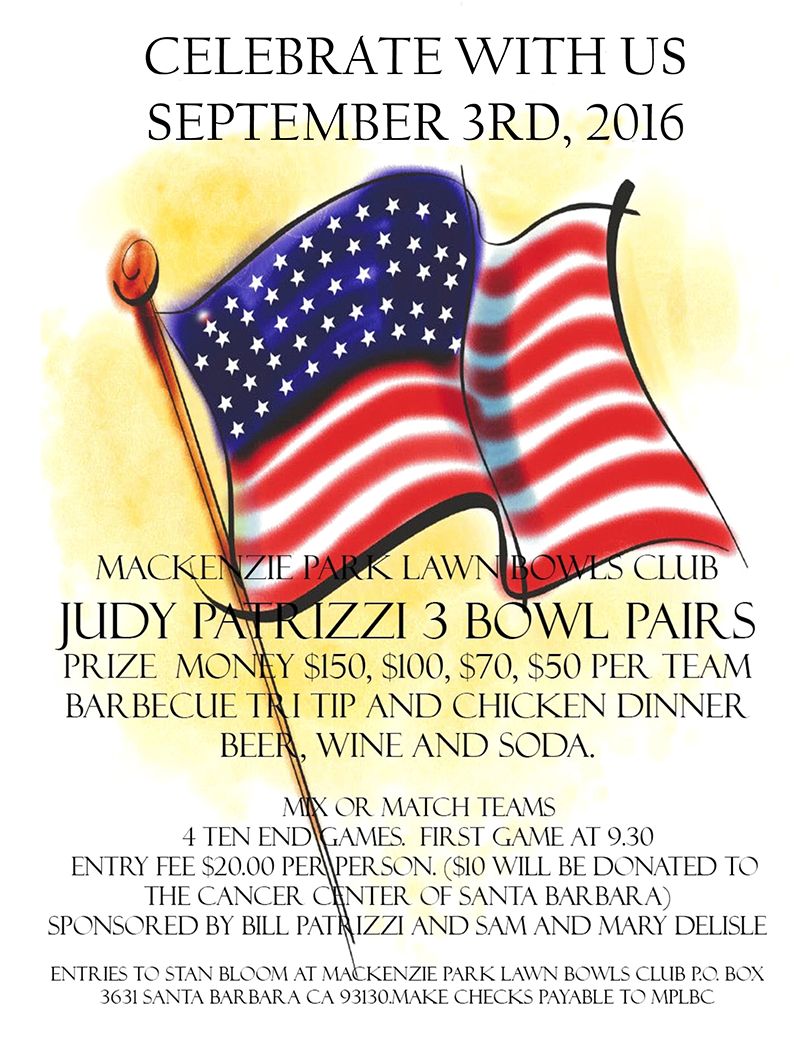 CELEBRATE WITH US
SEPTEMBER 3RD, 2016
MACKENZIE PARK LAWN BOWLS CLUB
JUDY PATRIZZI 3 BOWL PAIRS
PRIZE MONEY $150, $100, $70, $50 PER TEAM
BARBECUE TRI TIP AND CHICKEN DINNER
BEER, WINE AND SODA.
MIX OR MATCH TEAMS
4 TEN END GAMES. FIRST GAME AT 9.30
ENTRY FEE $20.00 PER PERSON. ($10 WILL BE DONATED TO
THE CANCER CENTER OF SANTA BARBARA)
SPONSORED BY BILL PATRIZZI AND SAM AND MARY DELISLE
ENTRIES TO STAN BLOOM AT MACKENZIE PARK LAWN BOWLS CLUB P.O. BOX
3631 SANTA BARBARA CA 93130.MAKE CHECKS PAYABLE TO MPLBC